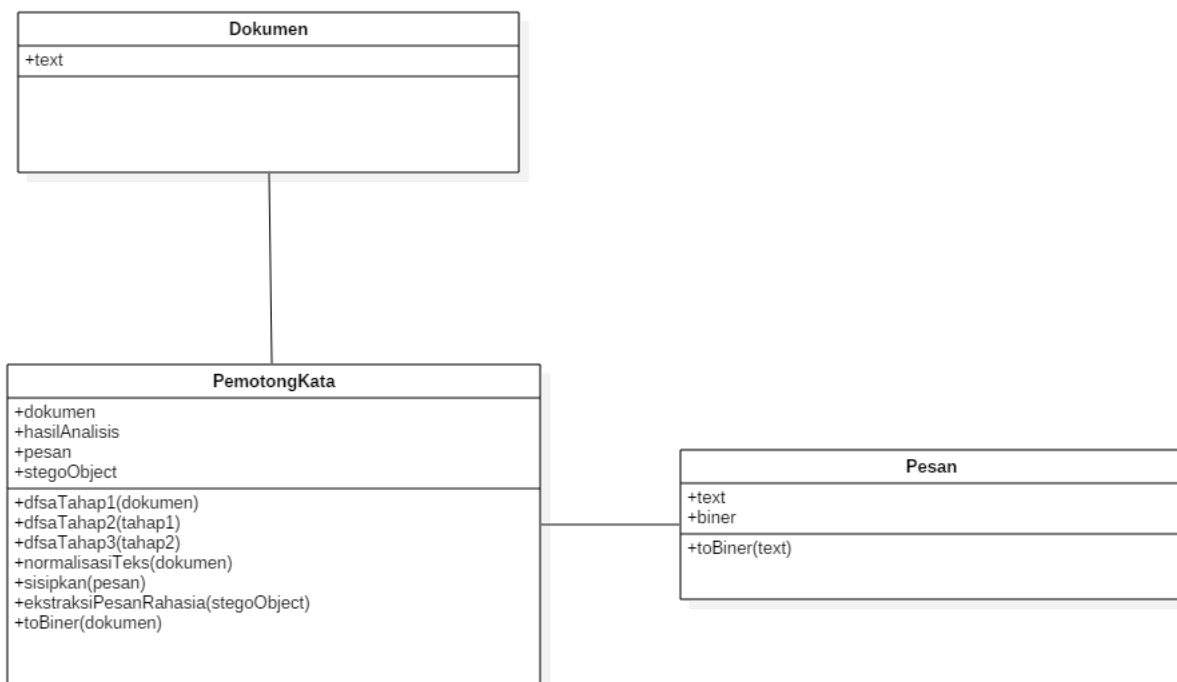 Dokumen
+text
PemotongKata
+dokumen
+hasilAnalisis
+pesan
+stegoObject
+dfsaTahap1(dokumen)
+dfsaTahap2(tahap1)
+dfsaTahap3(tahap2)
+normalisasiTeks(dokumen)
+sisipkan(pesan)
+ekstraksiPesanRahasia(stegoObject)
+toBiner(dokumen)
Pesan
+text
+biner
+toBiner(text)